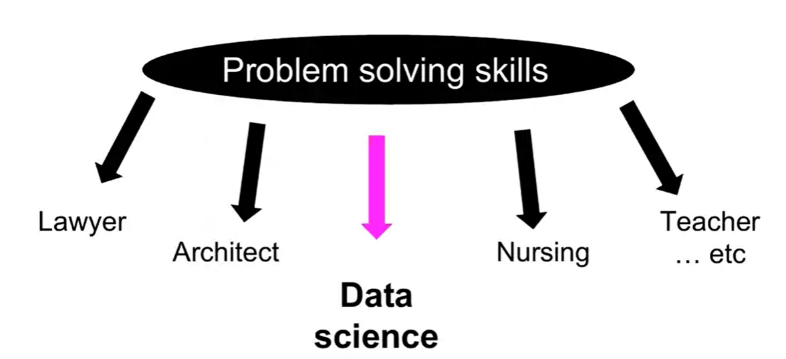 Problem solving skills
Lawyer
Architect
Data
science
Nursing
Teacher
... etc